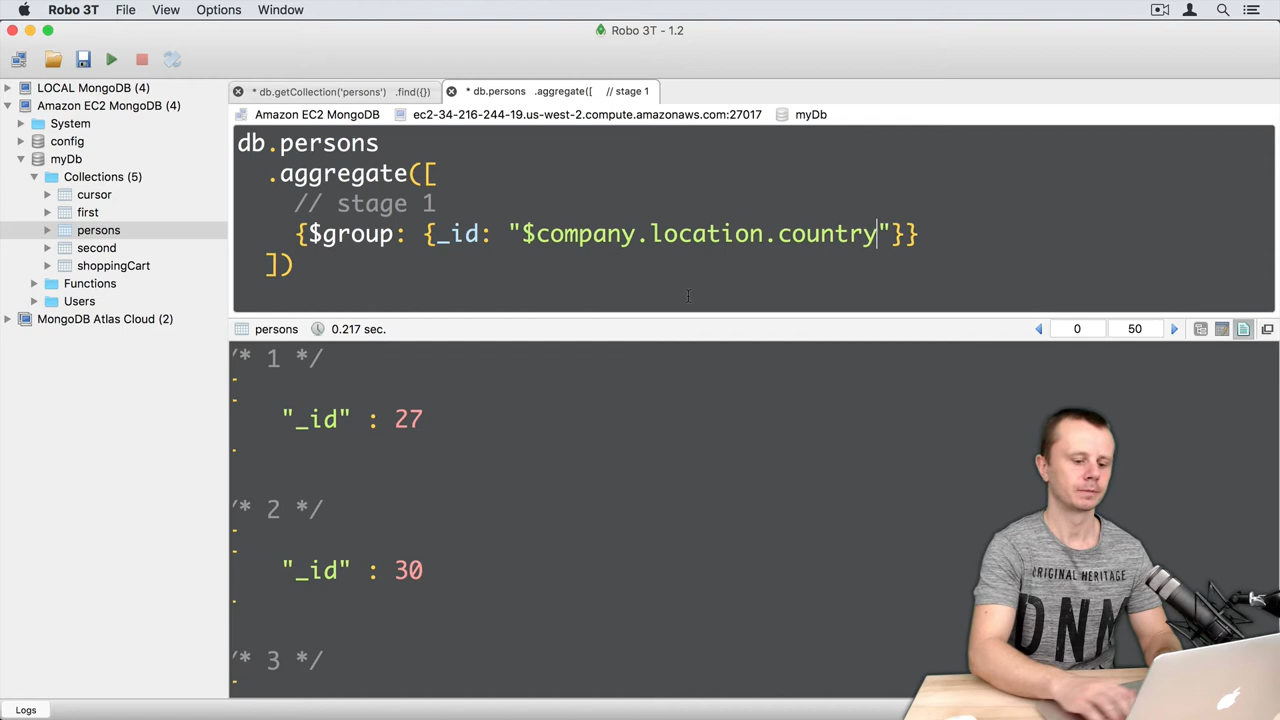 Robo 3T File View Options Window
Robo 3T - 1.2
LOCAL MongoDB (4)
Amazon EC2 MongoDB (4)
System
config
myDb
Collections (5)
cursor
first
persons
second
shoppingCart
Functions
Users
MongoDB Atlas Cloud (2)
* db.getCollection('persons') .find({})
* db.persons .aggregate([ // stage 1
Amazon EC2 MongoDB ec2-34-216-244-19.us-west-2.compute.amazonaws.com:27017 myDb
db.persons
.aggregate([
// stage 1
{$group: {_id: "$company.location.country"}}
])
persons 0.217 sec. 0 50
/* 1 */
"_id" : 27
/* 2 */
"_id" : 30
/* 3 */
ORIGINAL HERITAGE
DNM
Logs